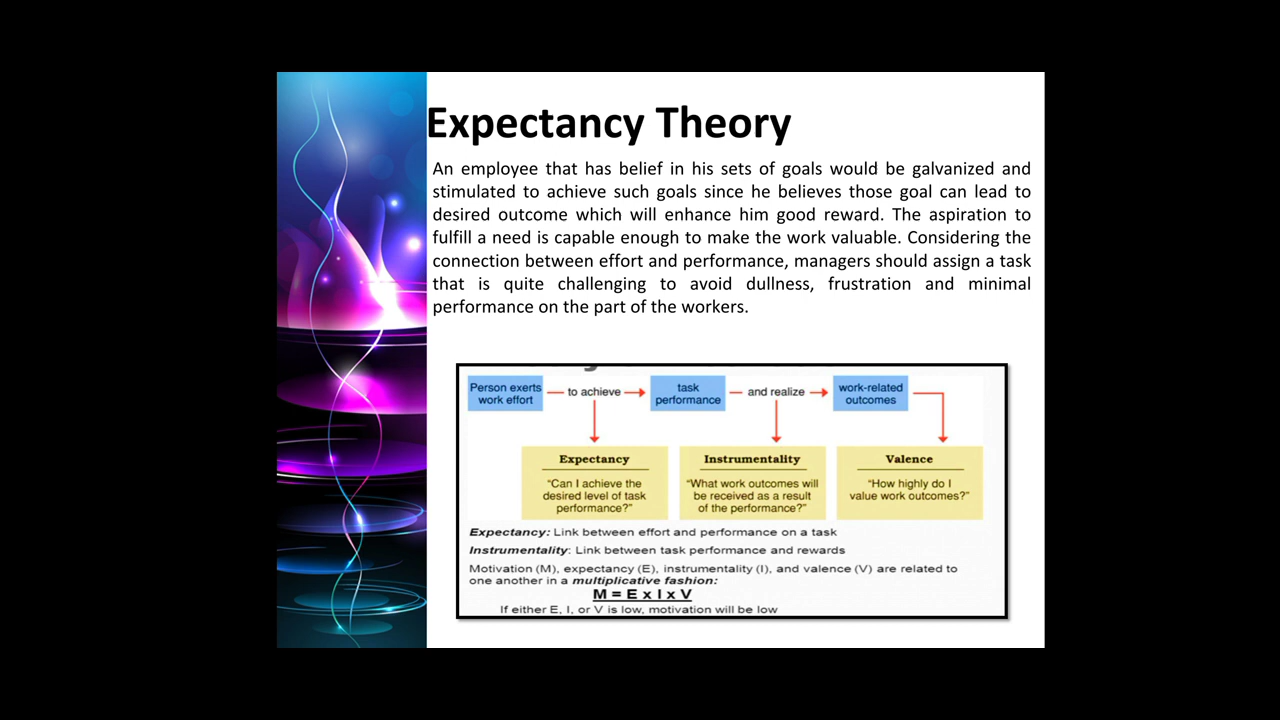 Expectancy Theory
An employee that has belief in his sets of goals would be galvanized and
stimulated to achieve such goals since he believes those goal can lead to
desired outcome which will enhance him good reward. The aspiration to
fulfill a need is capable enough to make the work valuable. Considering the
connection between effort and performance, managers should assign a task
that is quite challenging to avoid dullness, frustration and minimal
performance on the part of the workers.
Person exerts
work effort
to achieve
task
performance
and realize
work-related
outcomes
Expectancy
“Can I achieve the
desired level of task
performance?”
Instrumentality
“What work outcomes will
be received as a result
of the performance?”
Valence
“How highly do I
value work outcomes?”
Expectancy: Link between effort and performance on a task
Instrumentality: Link between task performance and rewards
Motivation (M), expectancy (E), instrumentality (I), and valence (V) are related to
one another in a multiplicative fashion:
M = E x I x V
If either E, I, or V is low, motivation will be low